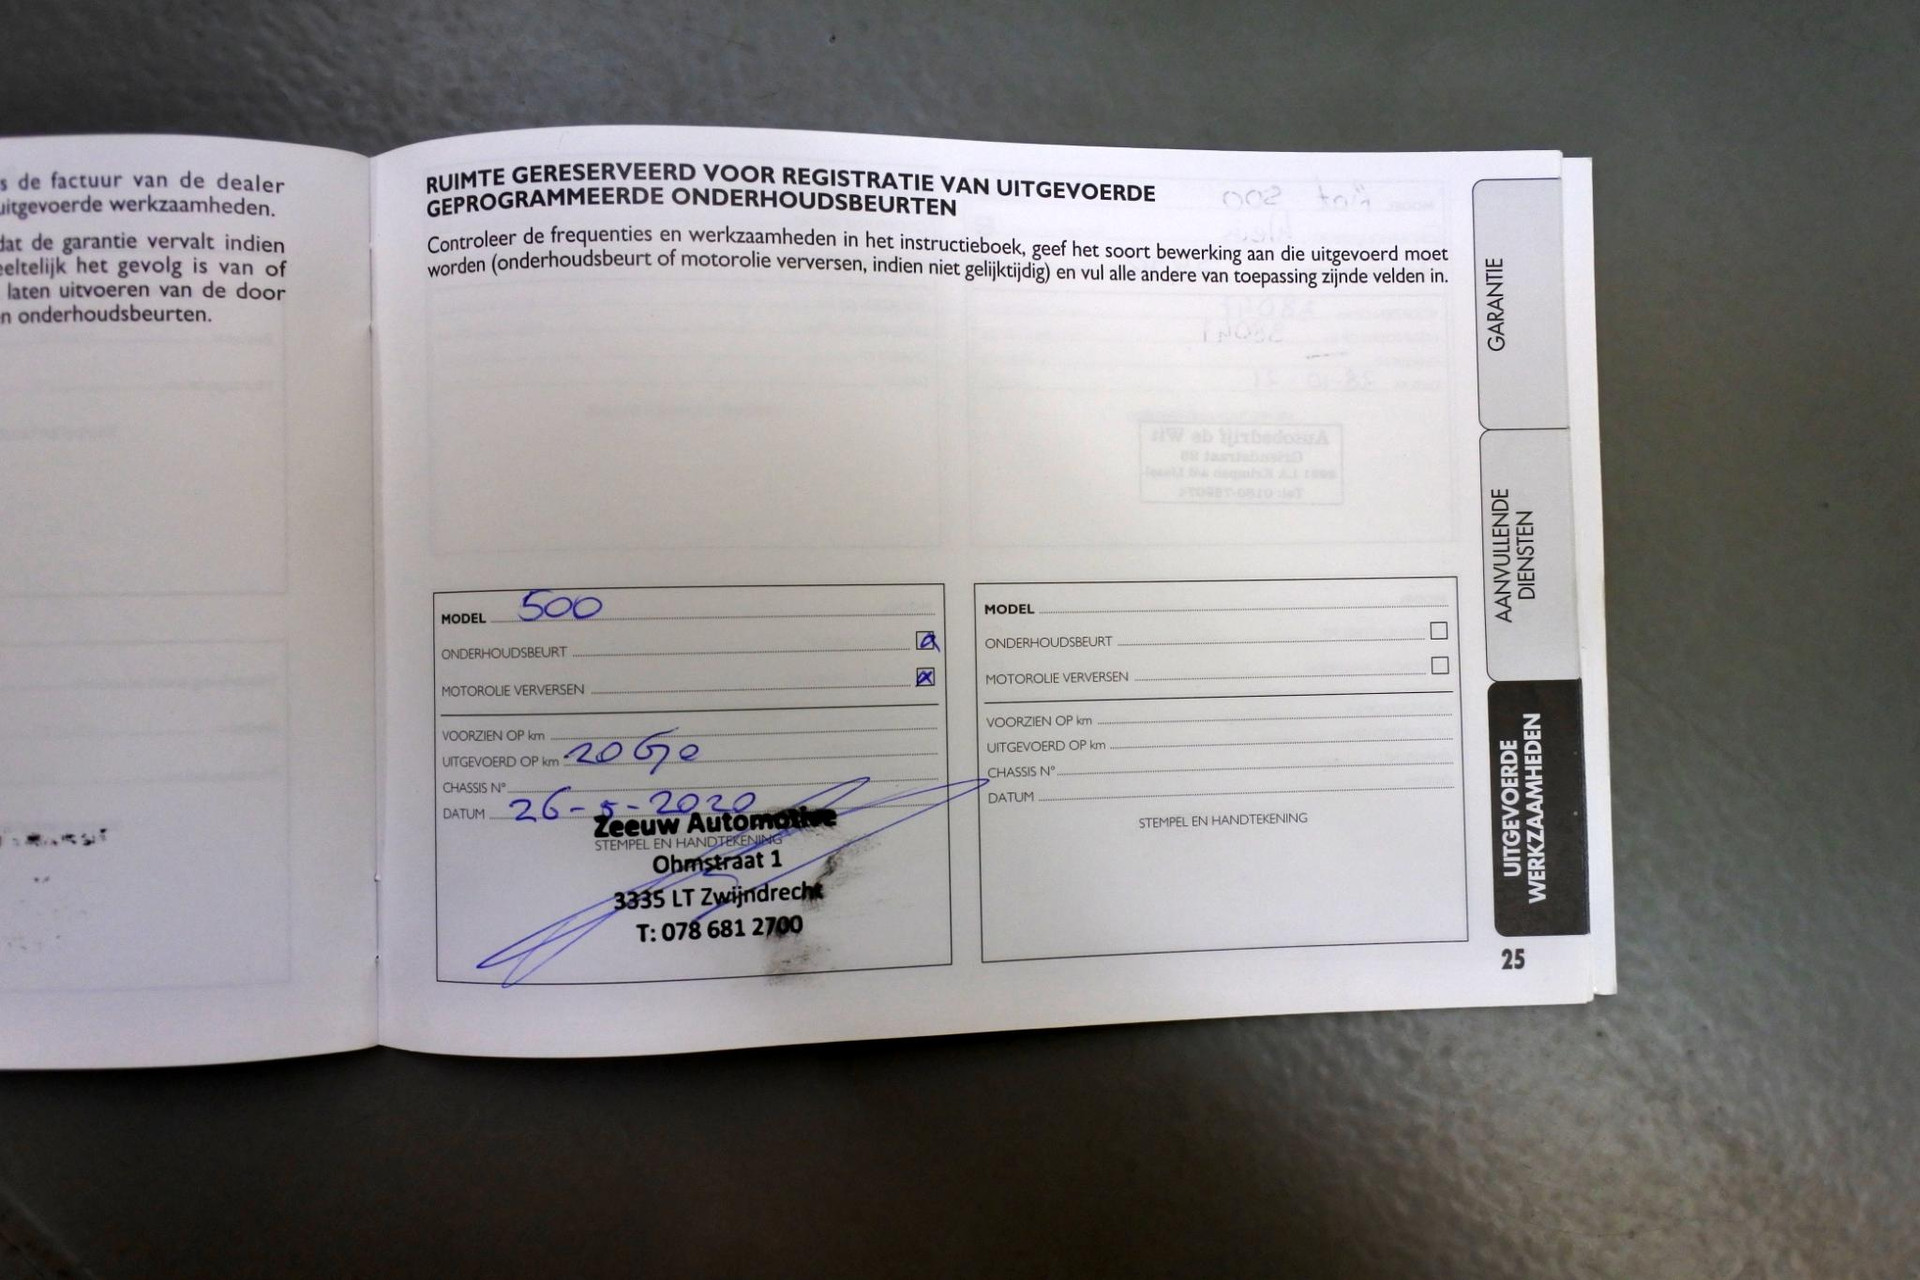 s de factuur van de dealer
uitgevoerde werkzaamheden.
dat de garantie vervalt indien
eeltelijk het gevolg is van of
laten uitvoeren van de door
n onderhoudsbeurten.
RUIMTE GERESERVEERD VOOR REGISTRATIE VAN UITGEVOERDE
GEPROGRAMMEERDE ONDERHOUDSBEURTEN
Controleer de frequenties en werkzaamheden in het instructieboek, geef het soort bewerking aan die uitgevoerd moet
worden (onderhoudsbeurt of motorolie verversen, indien niet gelijktijdig) en vul alle andere van toepassing zijnde velden in.
MODEL 500
ONDERHOUDSBEURT
MOTOROLIE VERVERSEN
VOORZIEN OP km
UITGEVOERD OP km
CHASSIS N°
DATUM 26-5-2020
Zeeuw Automotive
STEMPEL EN HANDTEKENING
Ohmstraat 1
3335 LT Zwijndrecht
T: 078 681 2700
MODEL
ONDERHOUDSBEURT
MOTOROLIE VERVERSEN
VOORZIEN OP km
UITGEVOERD OP km
CHASSIS N°
DATUM
STEMPEL EN HANDTEKENING
GARANTIE
AANVULLENDE
DIENSTEN
UITGEVOERDE
WERKZAAMHEDEN
25